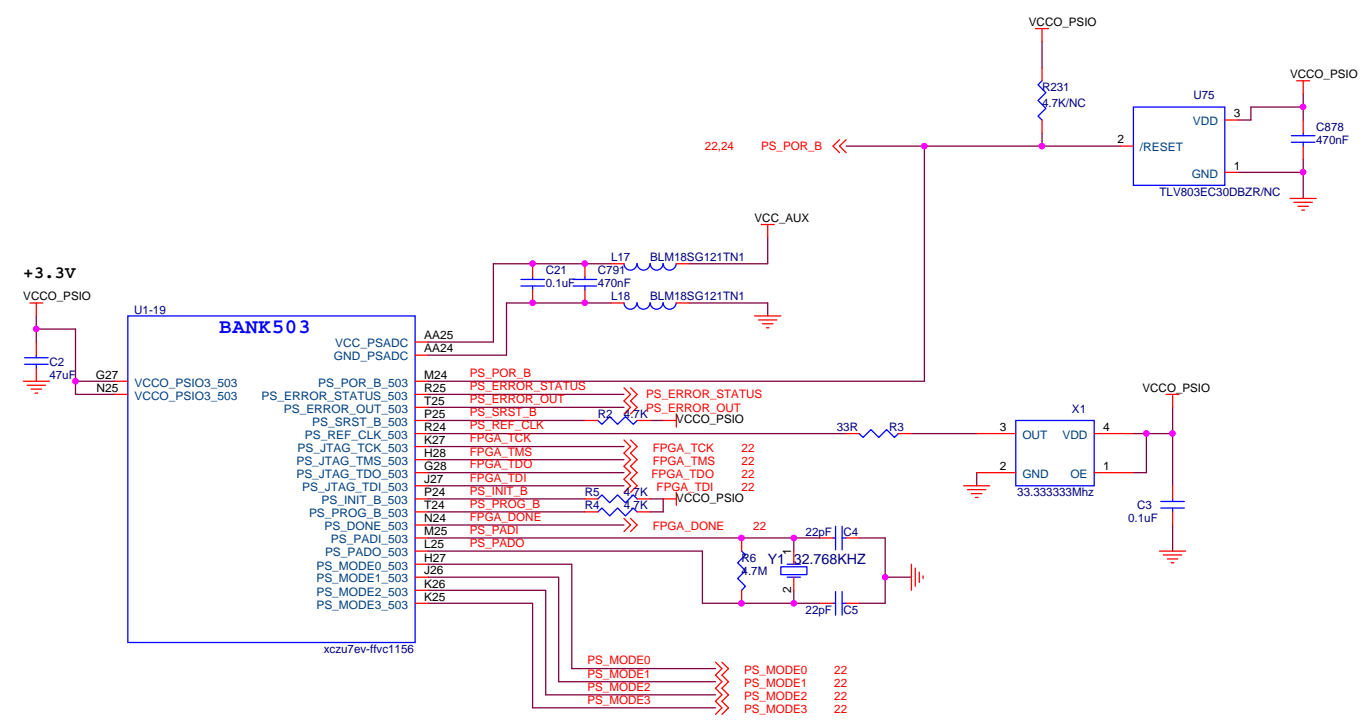 VCCO_PSIO
R231
4.7K/NC
VCCO_PSIO
U75
VDD
3
C878
470nF
22,24 PS_POR_B
2
/RESET
GND
1
TLV803EC30DBZR/NC
VCC_AUX
+3.3V
VCCO_PSIO
L17 BLM18SG121TN1
C21
0.1uF
C791
470nF
L18 BLM18SG121TN1
C2
47uF
U1-19
BANK503
G27 VCCO_PSIO3_503
N25 VCCO_PSIO3_503
VCC_PSADC AA25
GND_PSADC AA24
PS_POR_B_503 M24 PS_POR_B
PS_ERROR_STATUS_503 R25 PS_ERROR_STATUS PS_ERROR_STATUS
PS_ERROR_OUT_503 T25 PS_ERROR_OUT PS_ERROR_OUT
PS_SRST_B_503 P25 PS_SRST_B R2 4.7K VCCO_PSIO
PS_REF_CLK_503 R24 PS_REF_CLK 33R R3
PS_JTAG_TCK_503 K27 FPGA_TCK FPGA_TCK 22
PS_JTAG_TMS_503 H28 FPGA_TMS FPGA_TMS 22
PS_JTAG_TDO_503 G28 FPGA_TDO FPGA_TDO 22
PS_JTAG_TDI_503 J27 FPGA_TDI FPGA_TDI 22
PS_INIT_B_503 P24 PS_INIT_B R5 4.7K VCCO_PSIO
PS_PROG_B_503 T24 PS_PROG_B R4 4.7K
PS_DONE_503 N24 FPGA_DONE FPGA_DONE 22
PS_PADI_503 M25 PS_PADI
PS_PADO_503 L25 PS_PADO
PS_MODE0_503 H27
PS_MODE1_503 J26
PS_MODE2_503 K26
PS_MODE3_503 K25
xczu7ev-ffvc1156
VCCO_PSIO
X1
3 OUT VDD 4
2 GND OE 1
33.333333Mhz
C3
0.1uF
22pF C4
R6
4.7M
Y1 32.768KHZ
1
2
22pF C5
PS_MODE0 PS_MODE0 22
PS_MODE1 PS_MODE1 22
PS_MODE2 PS_MODE2 22
PS_MODE3 PS_MODE3 22